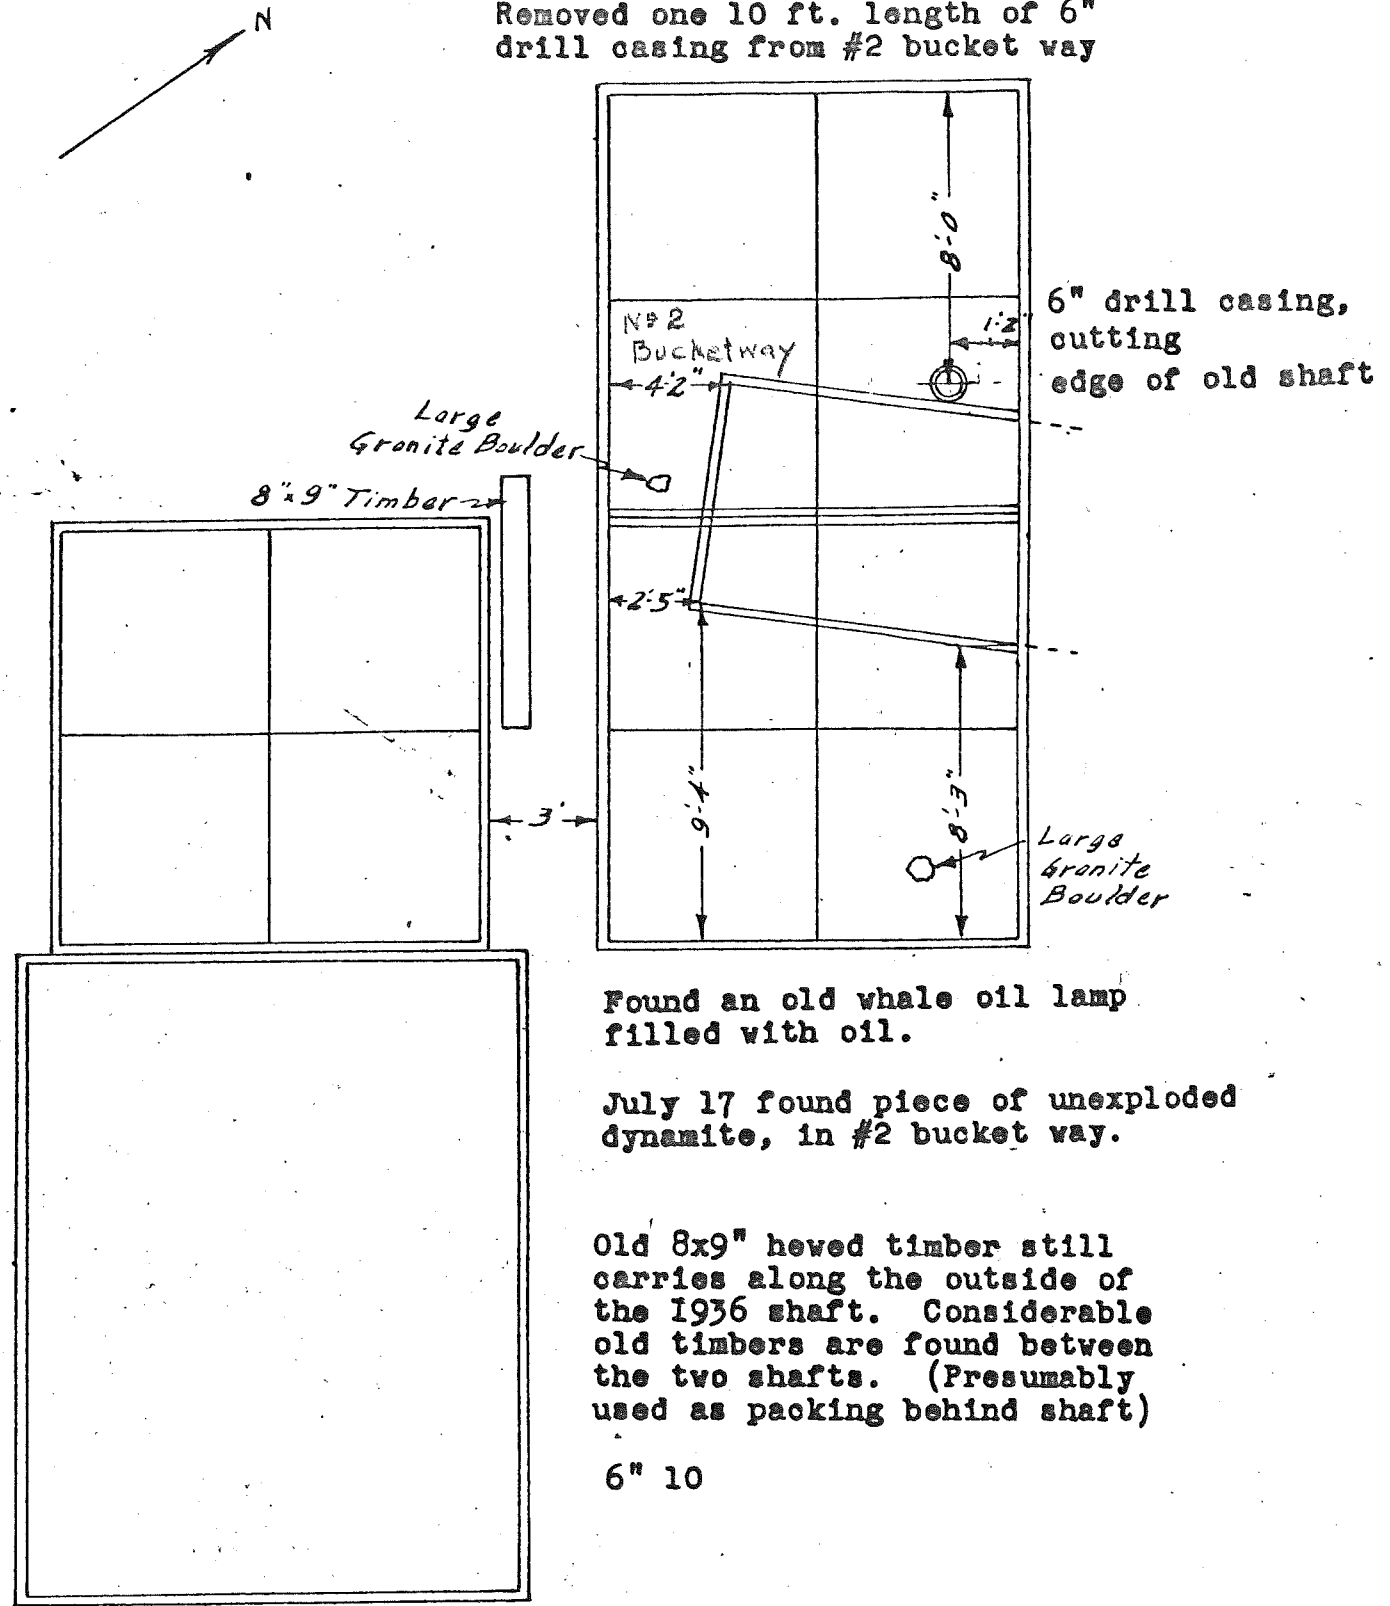 N
Removed one 10 ft. length of 6"
drill casing from #2 bucket way
8'-0"
6" drill casing,
cutting
edge of old shaft
1'-2"
Nº 2
Bucketway
4'2"
Large
Granite Boulder
8"x9" Timber
2'-5"
3'
9'-4"
8'-3"
Large
Granite
Boulder
Found an old whale oil lamp
filled with oil.
July 17 found piece of unexploded
dynamite, in #2 bucket way.
Old 8x9" hewed timber still
carries along the outside of
the 1936 shaft. Considerable
old timbers are found between
the two shafts. (Presumably
used as packing behind shaft)
6" 10